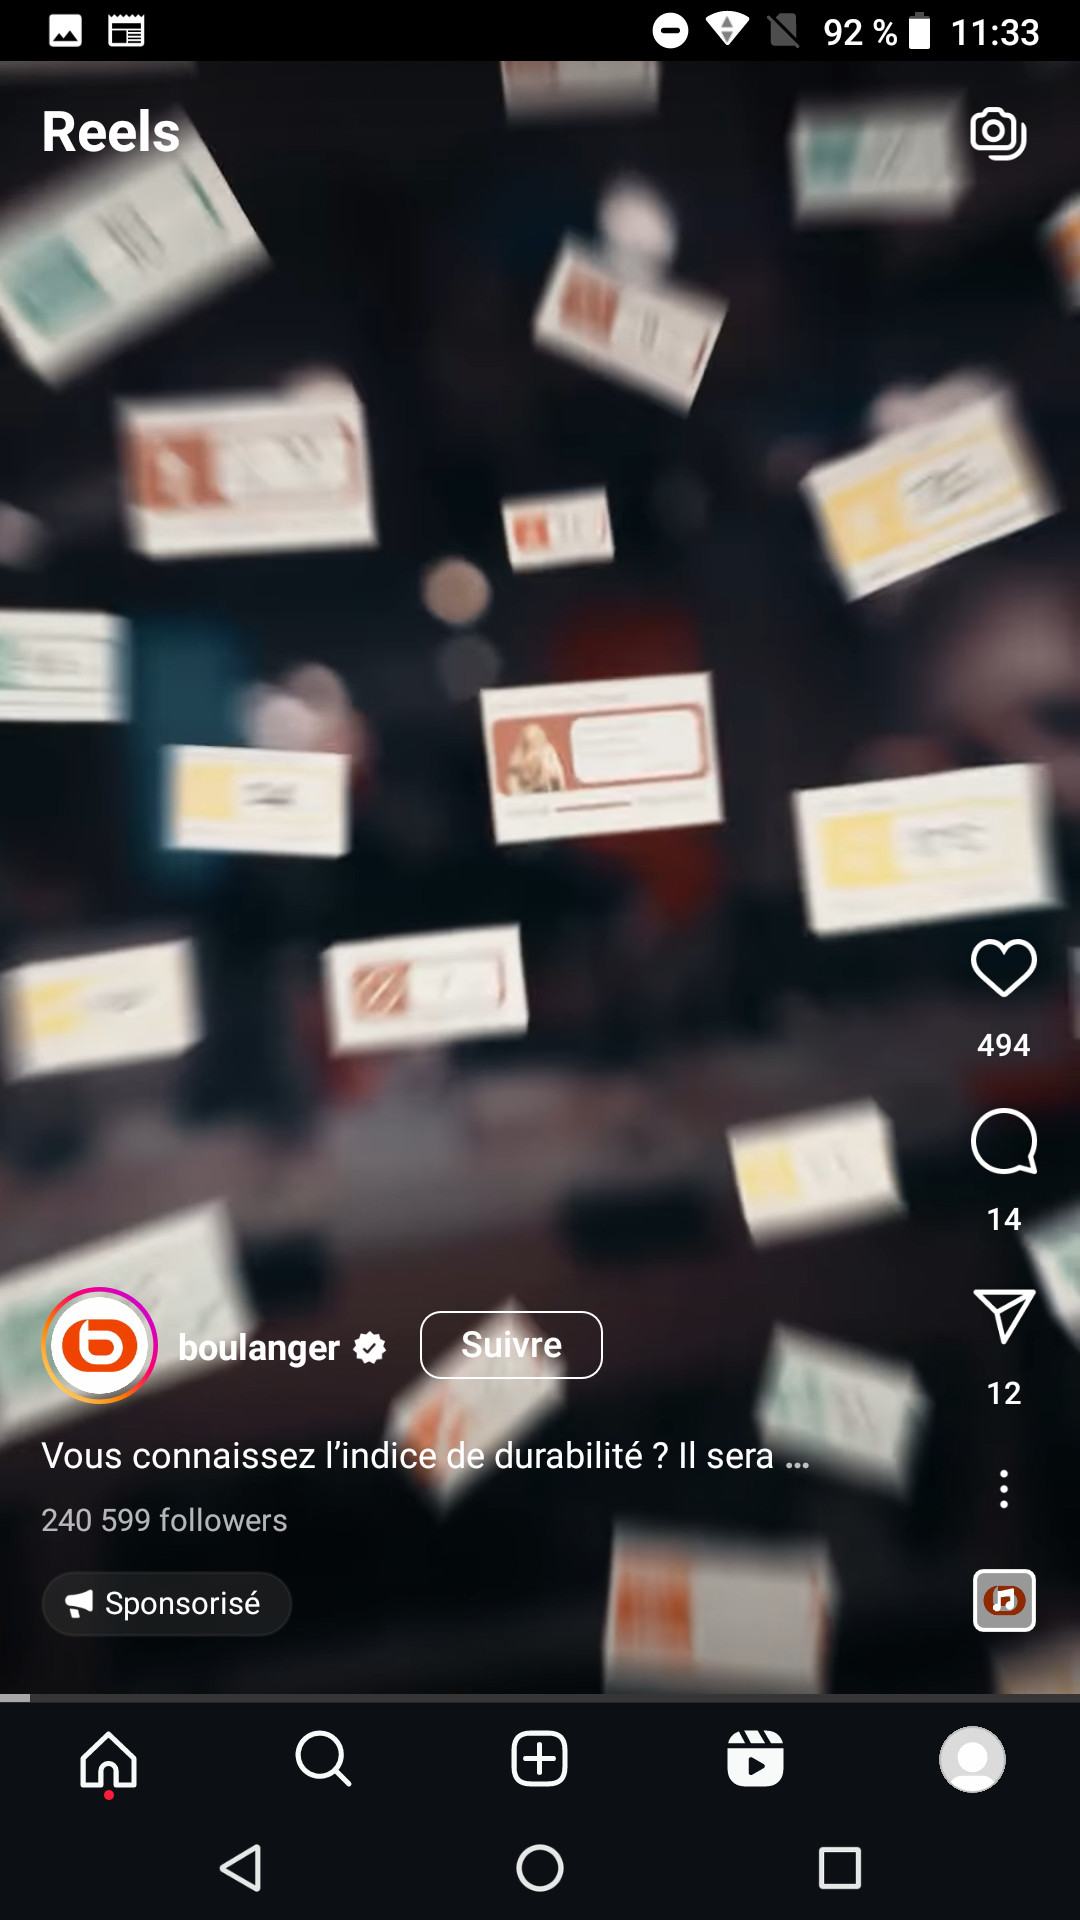 92 % 11:33
Reels
494
14
12
boulanger Suivre
Vous connaissez l’indice de durabilité ? Il sera …
240 599 followers
Sponsorisé